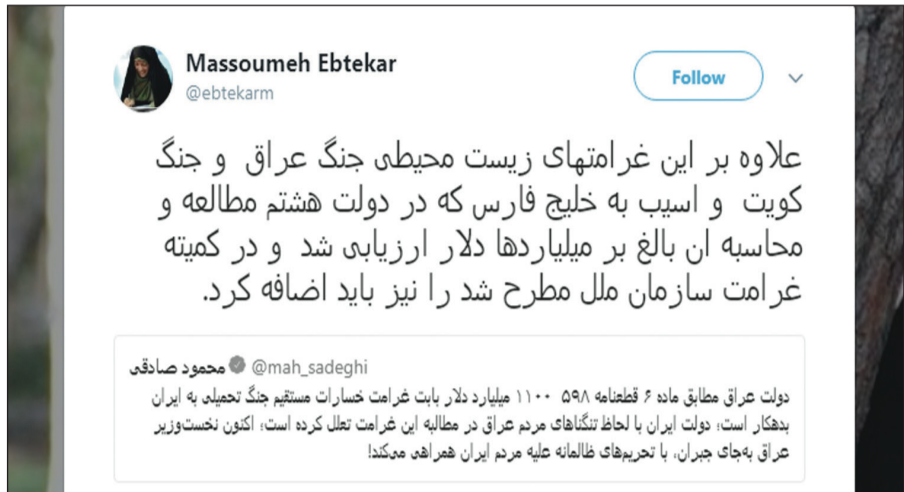 Massoumeh Ebtekar
@ebtekarm
Follow
علاوه بر این غرامتهای زیست محیطی جنگ عراق و جنگ
کویت و اسیب به خلیج فارس که در دولت هشتم مطالعه و
محاسبه ان بالغ بر میلیاردها دلار ارزیابی شد و در کمیته
غرامت سازمان ملل مطرح شد را نیز باید اضافه کرد.
محمود صادقی @mah_sadeghi
دولت عراق مطابق ماده ۶ قطعنامه ۵۹۸ ۱۱۰۰ میلیارد دلار بابت غرامت خسارات مستقیم جنگ تحمیلی به ایران
بدهکار است؛ دولت ایران با لحاظ تنگناهای مردم عراق در مطالبه این غرامت تعلل کرده است؛ اکنون نخست‌وزیر
عراق به‌جای جبران، با تحریم‌های ظالمانه علیه مردم ایران همراهی می‌کند!